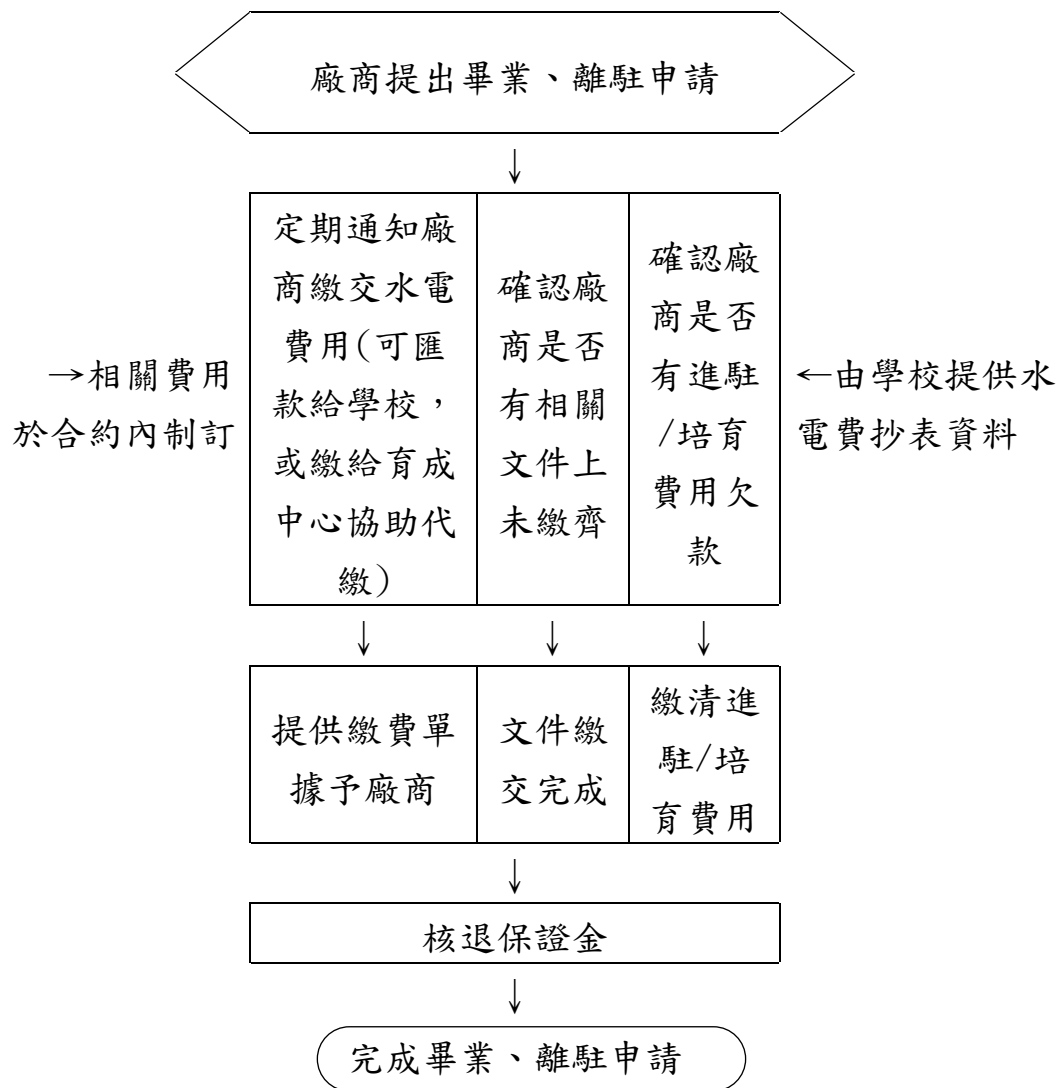 廠商提出畢業、離駐申請
↓
→相關費用
於合約內制訂
定期通知廠
商繳交水電
費用(可匯
款給學校，
或繳給育成
中心協助代
繳)
確認廠
商是否
有相關
文件上
未繳齊
確認廠
商是否
有進駐
/培育
費用欠
款
←由學校提供水
電費抄表資料
↓ ↓ ↓
提供繳費單
據予廠商
文件繳
交完成
繳清進
駐/培
育費用
↓
核退保證金
↓
完成畢業、離駐申請